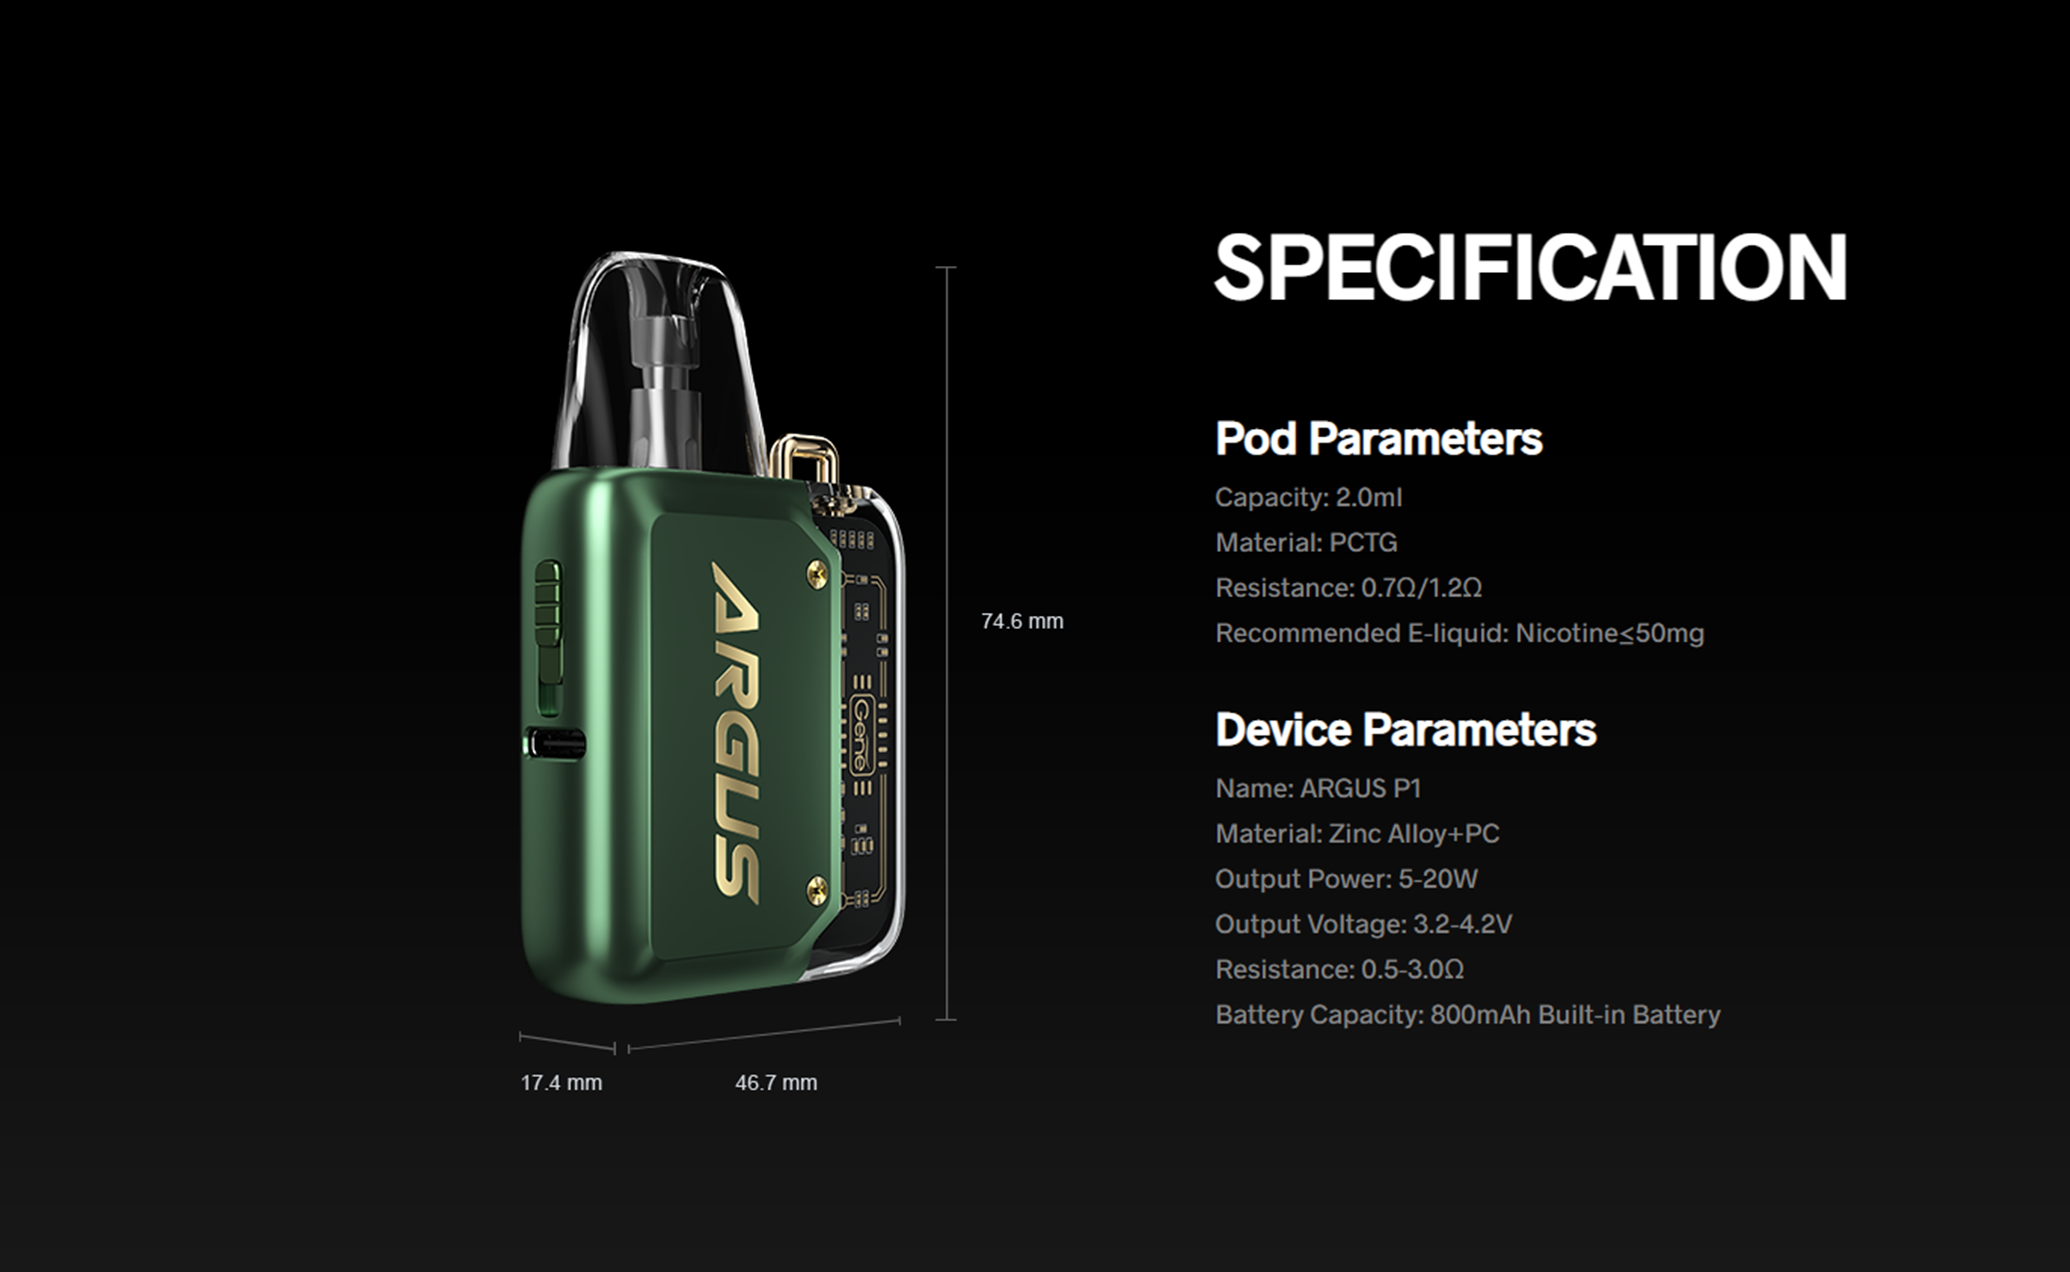 SPECIFICATION
Pod Parameters
Capacity: 2.0ml
Material: PCTG
Resistance: 0.7Ω/1.2Ω
Recommended E-liquid: Nicotine≤50mg
Device Parameters
Name: ARGUS P1
Material: Zinc Alloy+PC
Output Power: 5-20W
Output Voltage: 3.2-4.2V
Resistance: 0.5-3.0Ω
Battery Capacity: 800mAh Built-in Battery
ARGUS
Gene
74.6 mm
17.4 mm
46.7 mm